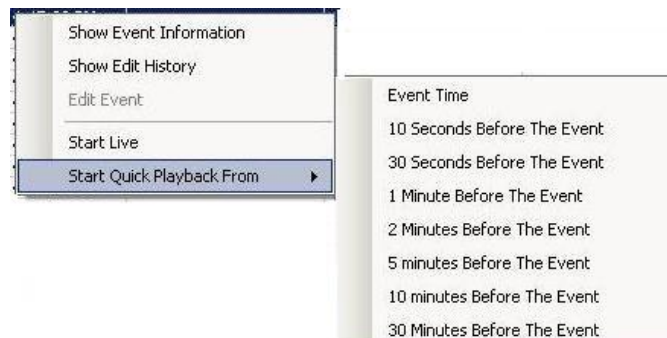 Show Event Information
Show Edit History
Edit Event
Start Live
Start Quick Playback From
Event Time
10 Seconds Before The Event
30 Seconds Before The Event
1 Minute Before The Event
2 Minutes Before The Event
5 minutes Before The Event
10 minutes Before The Event
30 Minutes Before The Event